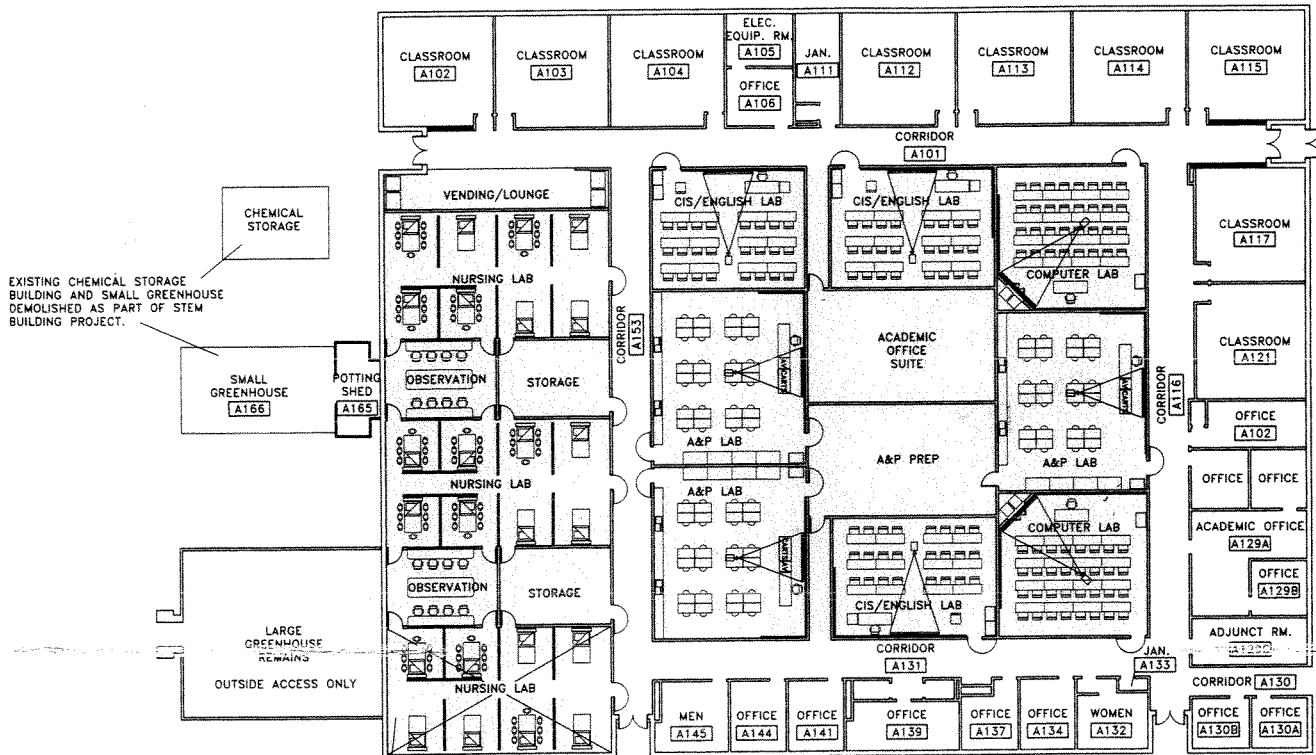 ELEC.
EQUIP. RM.
A105
CLASSROOM
A102
CLASSROOM
A103
CLASSROOM
A104
JAN.
A111
CLASSROOM
A112
CLASSROOM
A113
CLASSROOM
A114
CLASSROOM
A115
OFFICE
A106
CORRIDOR
A101
VENDING/LOUNGE
CIS/ENGLISH LAB
CIS/ENGLISH LAB
CHEMICAL
STORAGE
CLASSROOM
A117
EXISTING CHEMICAL STORAGE
BUILDING AND SMALL GREENHOUSE
DEMOLISHED AS PART OF STEM
BUILDING PROJECT.
NURSING LAB
COMPUTER LAB
CORRIDOR
A153
ACADEMIC
OFFICE
SUITE
CLASSROOM
A121
SMALL
GREENHOUSE
A166
POTTING
SHED
A165
OBSERVATION
STORAGE
CORRIDOR
A116
OFFICE
A102
A&P LAB
A&P PREP
A&P LAB
NURSING LAB
A&P LAB
OFFICE
OFFICE
COMPUTER LAB
ACADEMIC OFFICE
A129A
OFFICE
A129B
OBSERVATION
STORAGE
CIS/ENGLISH LAB
LARGE
GREENHOUSE
REMAINS
OUTSIDE ACCESS ONLY
ADJUNCT RM.
CORRIDOR
A131
JAN.
A133
NURSING LAB
CORRIDOR A130
MEN
A145
OFFICE
A144
OFFICE
A141
OFFICE
A139
OFFICE
A137
OFFICE
A134
WOMEN
A132
OFFICE
A130B
OFFICE
A130A